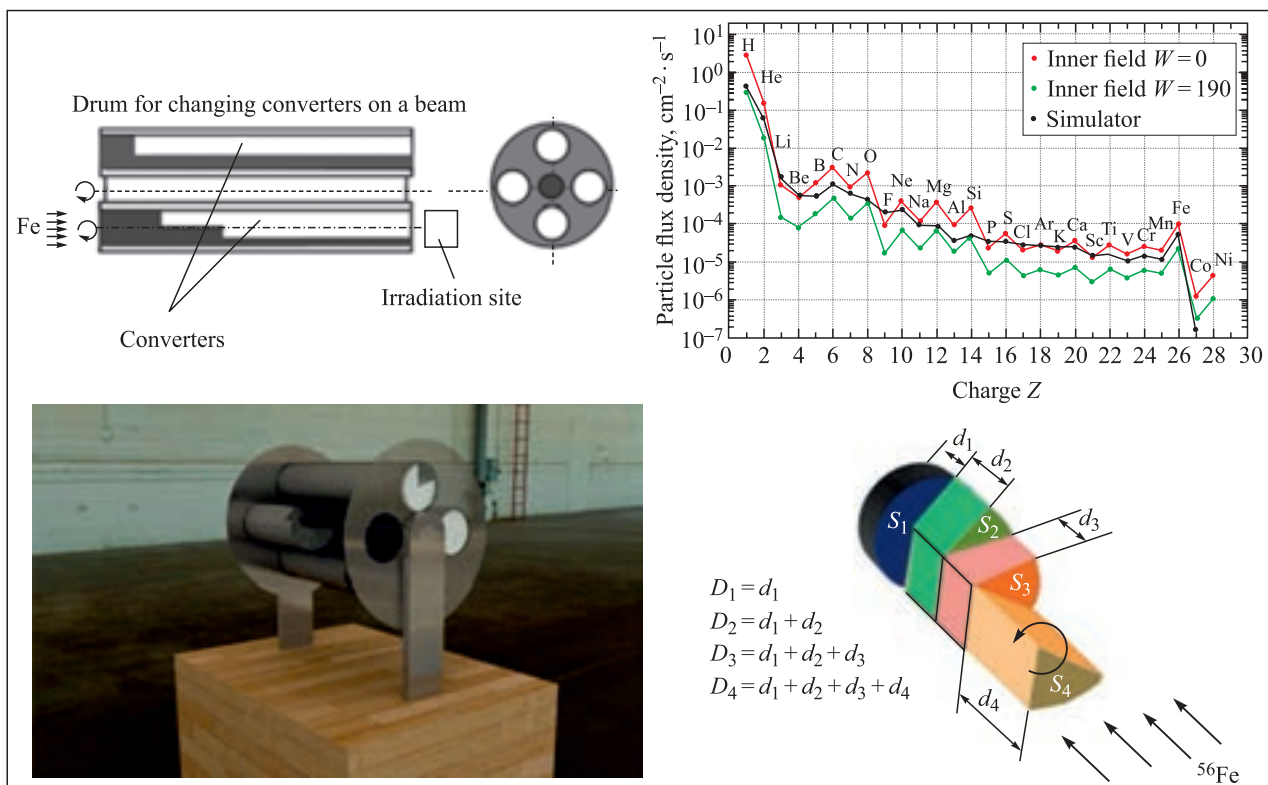 Drum for changing converters on a beam
Fe
Irradiation site
Converters
Particle flux density, cm⁻² · s⁻¹
10¹
10⁰
10⁻¹
10⁻²
10⁻³
10⁻⁴
10⁻⁵
10⁻⁶
10⁻⁷
Inner field W = 0
Inner field W = 190
Simulator
H
He
Li
Be
B
C
N
O
F
Ne
Na
Mg
Al
Si
P
S
Cl
Ar
K
Ca
Sc
Ti
V
Cr
Mn
Fe
Co
Ni
0 2 4 6 8 10 12 14 16 18 20 22 24 26 28 30
Charge Z
d₁
d₂
d₃
d₄
S₁
S₂
S₃
S₄
D₁ = d₁
D₂ = d₁ + d₂
D₃ = d₁ + d₂ + d₃
D₄ = d₁ + d₂ + d₃ + d₄
⁵⁶Fe